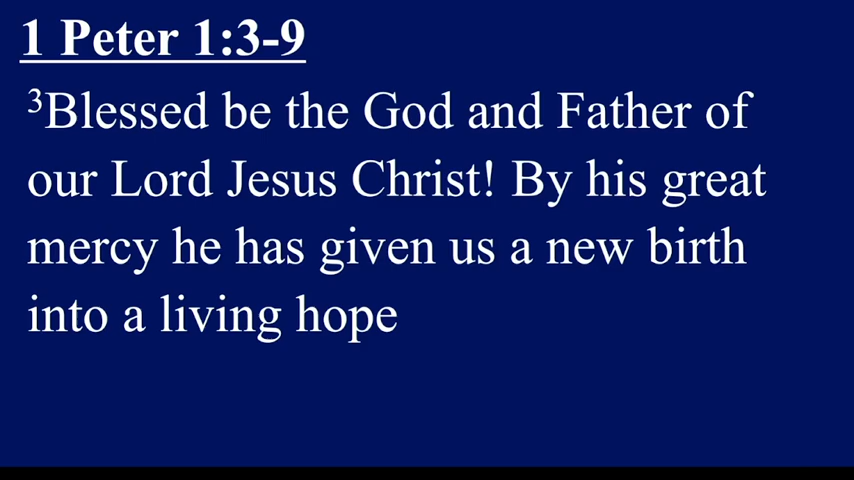 1 Peter 1:3-9
³Blessed be the God and Father of
our Lord Jesus Christ! By his great
mercy he has given us a new birth
into a living hope